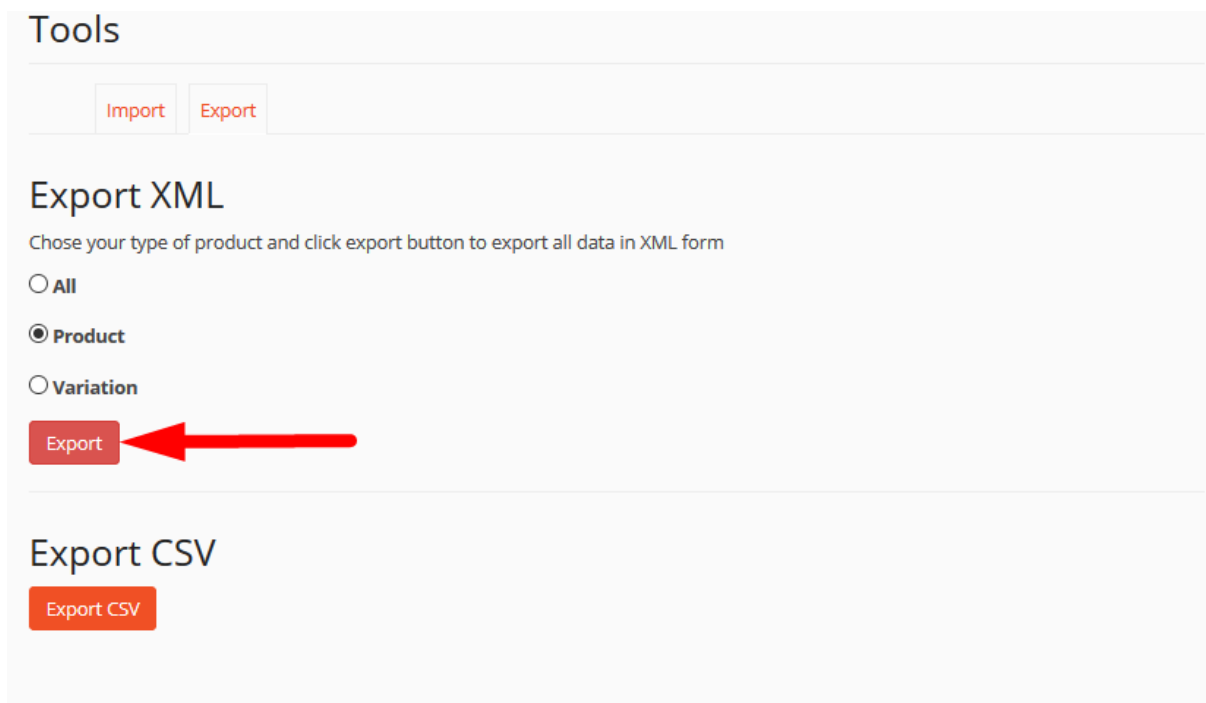 Tools
Import Export
Export XML
Chose your type of product and click export button to export all data in XML form
All
Product
Variation
Export
Export CSV
Export CSV